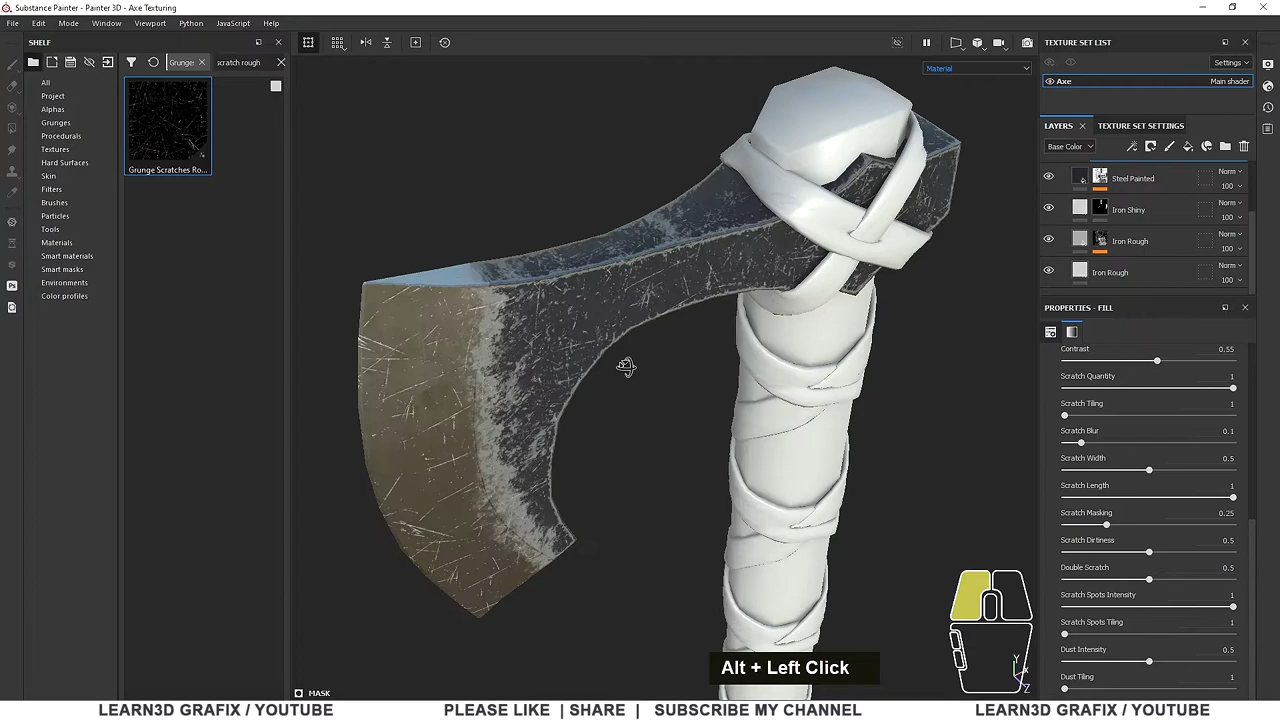 Substance Painter - Painter 3D - Axe Texturing
File Edit Mode Window Viewport Python JavaScript Help
SHELF
Grunge scratch rough
All
Project
Alphas
Grunges
Procedurals
Textures
Hard Surfaces
Skin
Filters
Brushes
Particles
Tools
Materials
Smart materials
Smart masks
Environments
Color profiles
Grunge Scratches Ro...
Material
Alt + Left Click
MASK
TEXTURE SET LIST
Settings
Axe Main shader
LAYERS TEXTURE SET SETTINGS
Base Color
Steel Painted Norm 100
Iron Shiny Norm 100
Iron Rough Norm 100
Iron Rough Norm 100
PROPERTIES - FILL
Contrast 0.55
Scratch Quantity 1
Scratch Tiling 1
Scratch Blur 0.1
Scratch Width 0.5
Scratch Length 1
Scratch Masking 0.25
Scratch Dirtiness 0.5
Double Scratch 0.5
Scratch Spots Intensity 1
Scratch Spots Tiling 1
Dust Intensity 0.5
Dust Tiling 1
Y
X
Z
LEARN3D GRAFIX / YOUTUBE PLEASE LIKE | SHARE | SUBSCRIBE MY CHANNEL LEARN3D GRAFIX / YOUTUBE